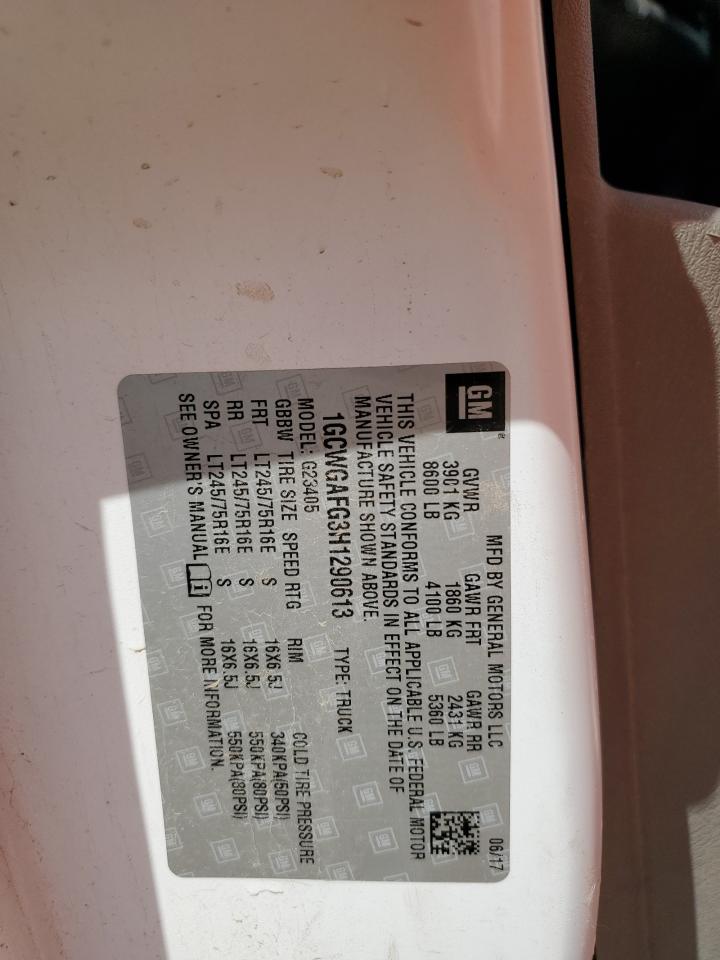 GM
MFD BY GENERAL MOTORS LLC 06/17
GVWR GAWR FRT GAWR RR
3901 KG 1860 KG 2431 KG
8600 LB 4100 LB 5360 LB
THIS VEHICLE CONFORMS TO ALL APPLICABLE U.S. FEDERAL MOTOR
VEHICLE SAFETY STANDARDS IN EFFECT ON THE DATE OF
MANUFACTURE SHOWN ABOVE.
1GCWGAFG3H1290613 TYPE: TRUCK
MODEL: G23405
GBBW TIRE SIZE SPEED RTG RIM COLD TIRE PRESSURE
FRT LT245/75R16E S 16X6.5J 340KPA(50PSI)
RR LT245/75R16E S 16X6.5J 550KPA(80PSI)
SPA LT245/75R16E S 16X6.5J 550KPA(80PSI)
SEE OWNER'S MANUAL FOR MORE INFORMATION.